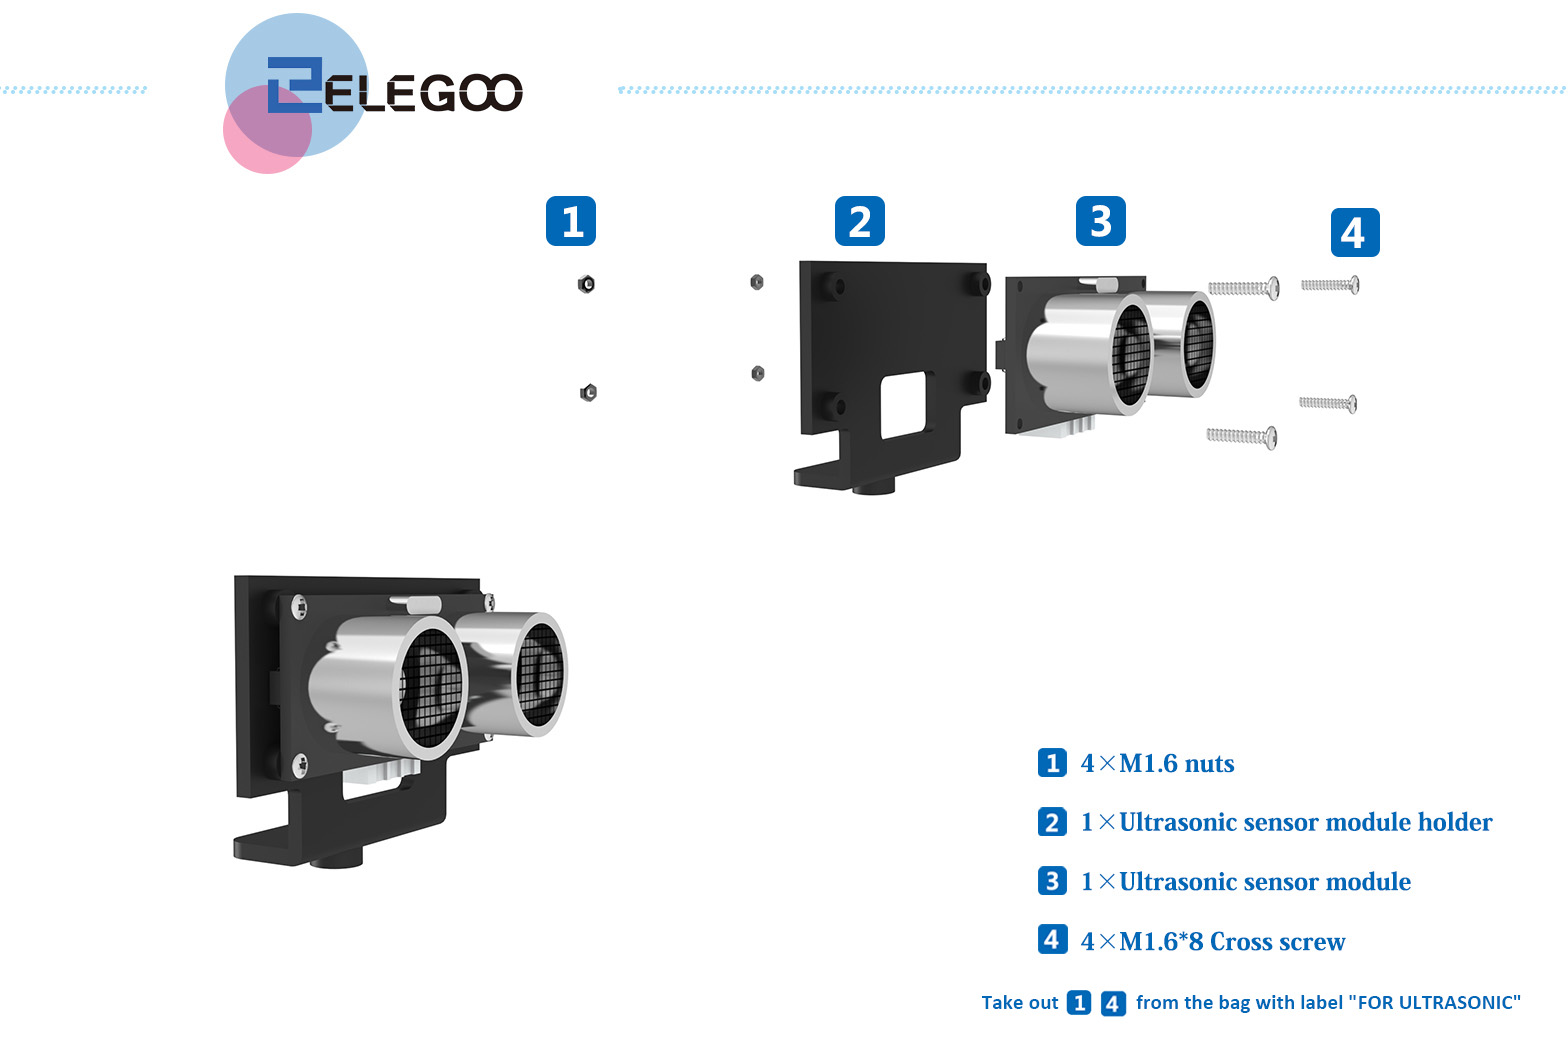 ELEGOO
1
2
3
4
1 4×M1.6 nuts
2 1×Ultrasonic sensor module holder
3 1×Ultrasonic sensor module
4 4×M1.6*8 Cross screw
Take out 1 4 from the bag with label "FOR ULTRASONIC"